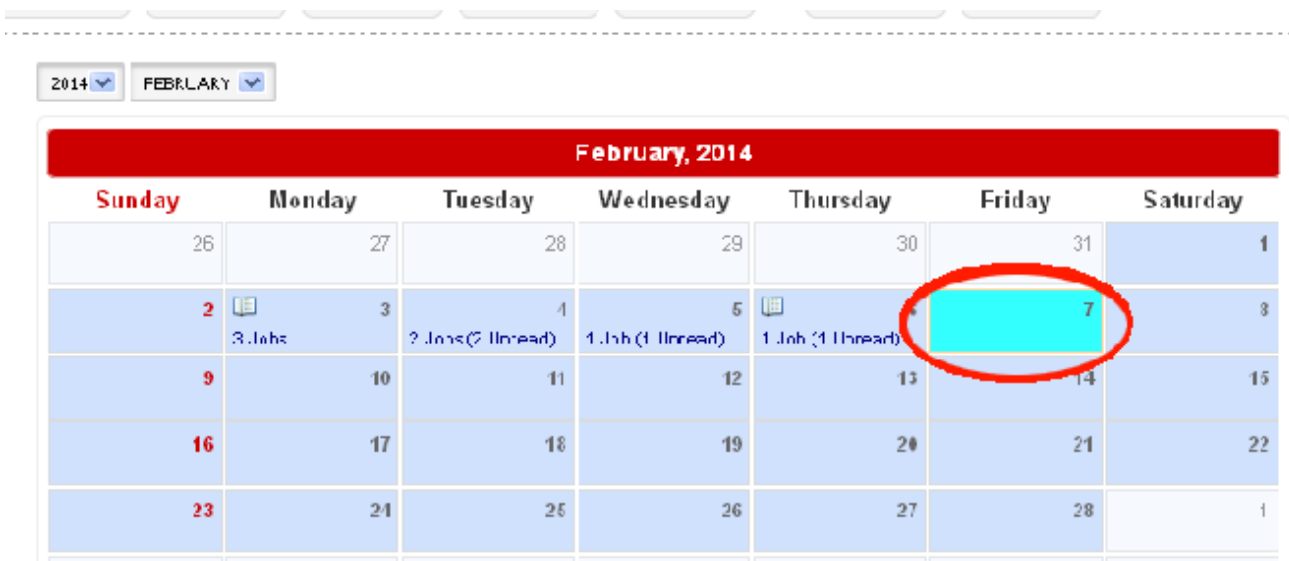 2014 FEBRUARY
February, 2014
Sunday Monday Tuesday Wednesday Thursday Friday Saturday
26 27 28 29 30 31 1
2 3 4 5 7 8
3 Jobs 2 Jobs(2 Unread) 1 Job (1 Unread) 1 Job (1 Unread)
9 10 11 12 13 14 15
16 17 18 19 20 21 22
23 24 25 26 27 28 1